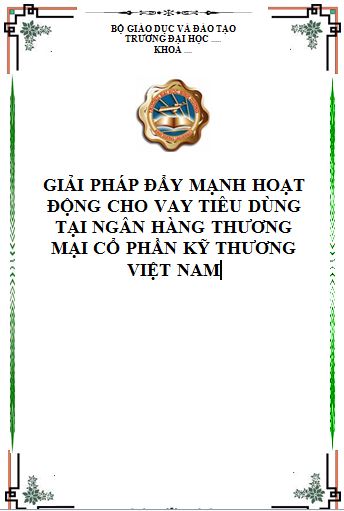 BỘ GIÁO DỤC VÀ ĐÀO TẠO
TRƯỜNG ĐẠI HỌC .....
KHOA ....
GIẢI PHÁP ĐẨY MẠNH HOẠT
ĐỘNG CHO VAY TIÊU DÙNG
TẠI NGÂN HÀNG THƯƠNG
MẠI CỔ PHẦN KỸ THƯƠNG
VIỆT NAM